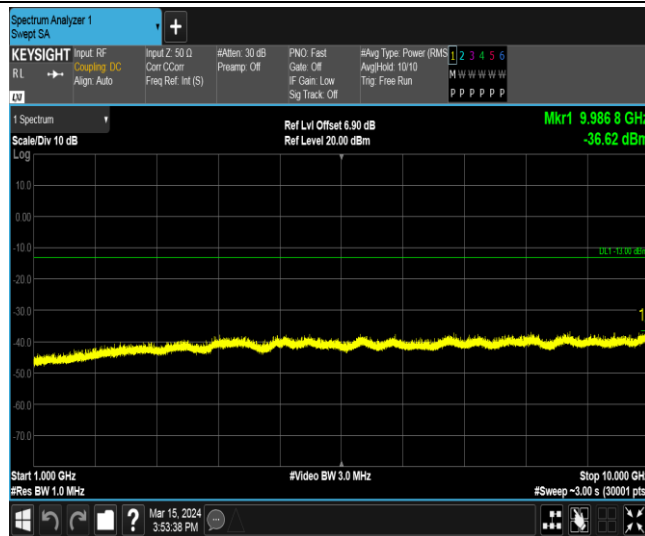 Spectrum Analyzer 1
Swept SA
+
KEYSIGHT Input: RF Input Z: 50 Ω #Atten: 30 dB PNO: Fast #Avg Type: Power (RMS 1 2 3 4 5 6
RL Coupling: DC Corr CCorr Preamp: Off Gate: Off Avg|Hold: 10/10 M W W W W W
Align: Auto Freq Ref: Int (S) IF Gain: Low Trig: Free Run
LXI Sig Track: Off P P P P P P
1 Spectrum Ref Lvl Offset 6.90 dB Mkr1 9.986 8 GHz
Scale/Div 10 dB Ref Level 20.00 dBm -36.62 dBm
Log
10.0
0.00
-10.0 DL1 -13.00 dBm
-20.0
-30.0
1
-40.0
-50.0
-60.0
-70.0
Start 1.000 GHz #Video BW 3.0 MHz Stop 10.000 GHz
#Res BW 1.0 MHz #Sweep ~3.00 s (30001 pts
? Mar 15, 2024
3:53:38 PM